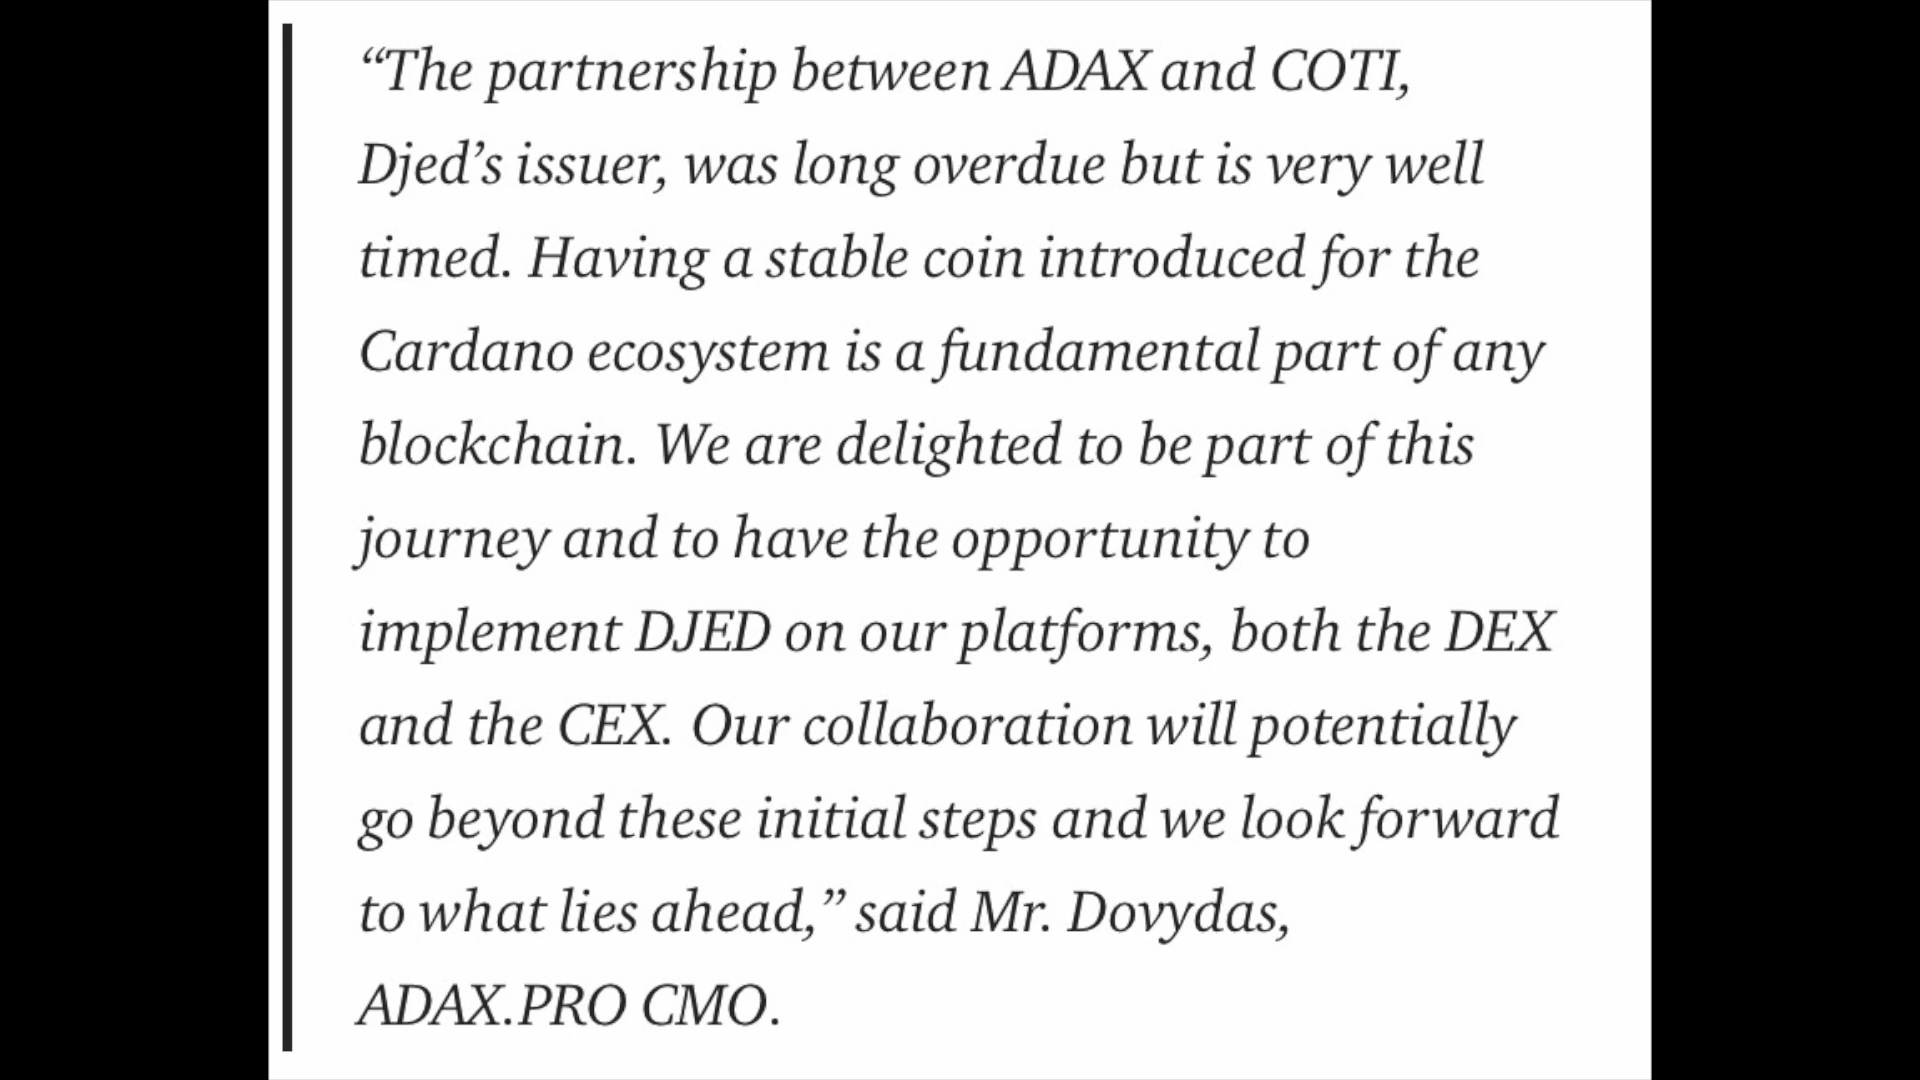 “The partnership between ADAX and COTI,
Djed’s issuer, was long overdue but is very well
timed. Having a stable coin introduced for the
Cardano ecosystem is a fundamental part of any
blockchain. We are delighted to be part of this
journey and to have the opportunity to
implement DJED on our platforms, both the DEX
and the CEX. Our collaboration will potentially
go beyond these initial steps and we look forward
to what lies ahead,” said Mr. Dovydas,
ADAX.PRO CMO.